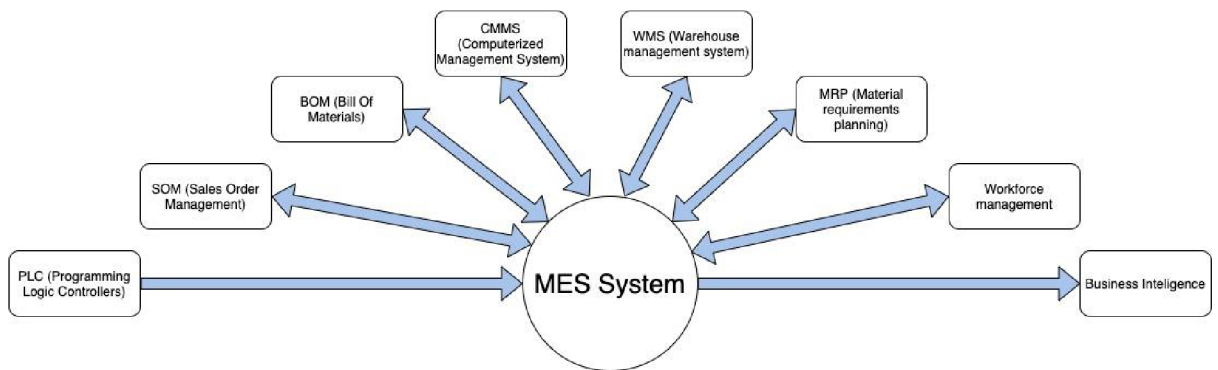 CMMS
(Computerized
Management System)
WMS (Warehouse
management system)
BOM (Bill Of
Materials)
MRP (Material
requirements
planning)
SOM (Sales Order
Management)
Workforce
management
PLC (Programming
Logic Controllers)
MES System
Business Inteligence